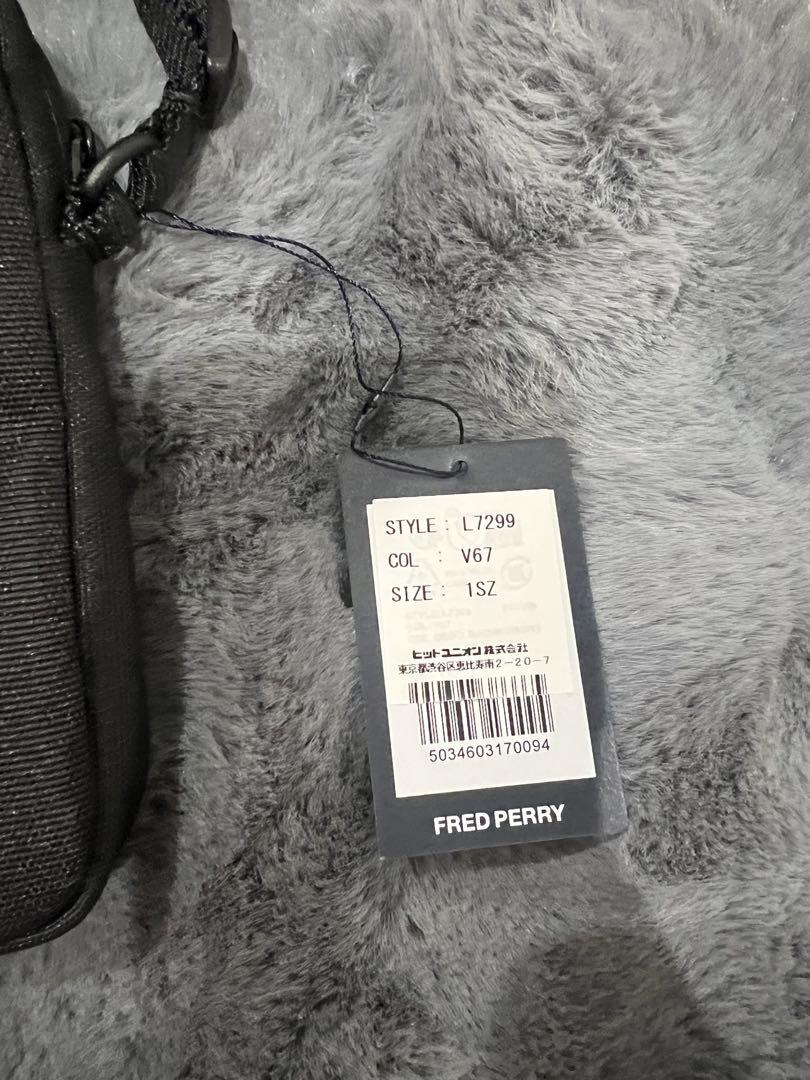 STYLE : L7299
COL : V67
SIZE : 1SZ
ヒットユニオン株式会社
東京都渋谷区恵比寿南2-20-7
5034603170094
FRED PERRY